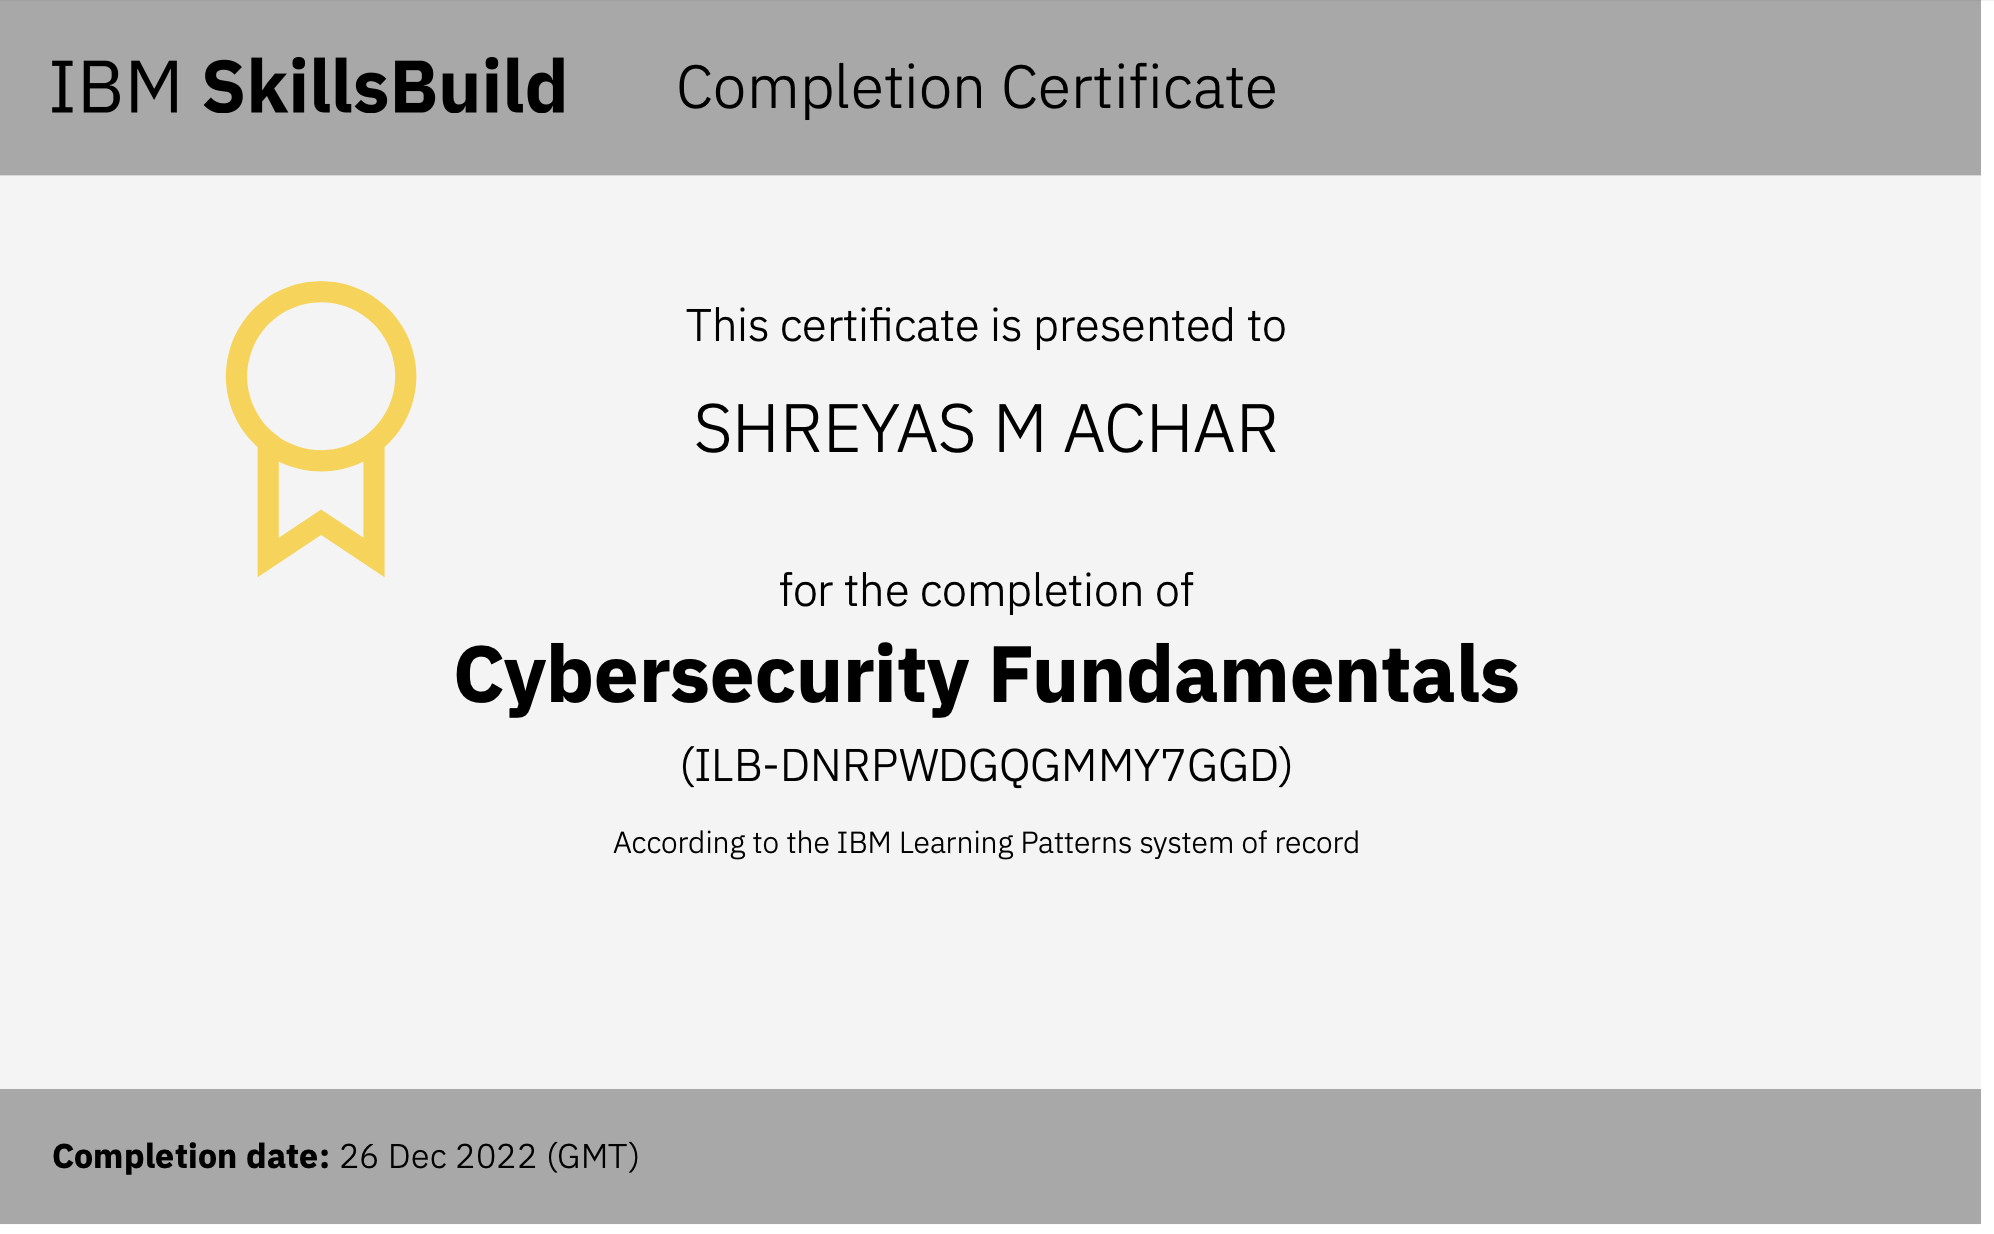 IBM SkillsBuild
Completion Certificate
This certificate is presented to
SHREYAS M ACHAR
for the completion of
Cybersecurity Fundamentals
(ILB-DNRPWDGQGMMY7GGD)
According to the IBM Learning Patterns system of record
Completion date: 26 Dec 2022 (GMT)